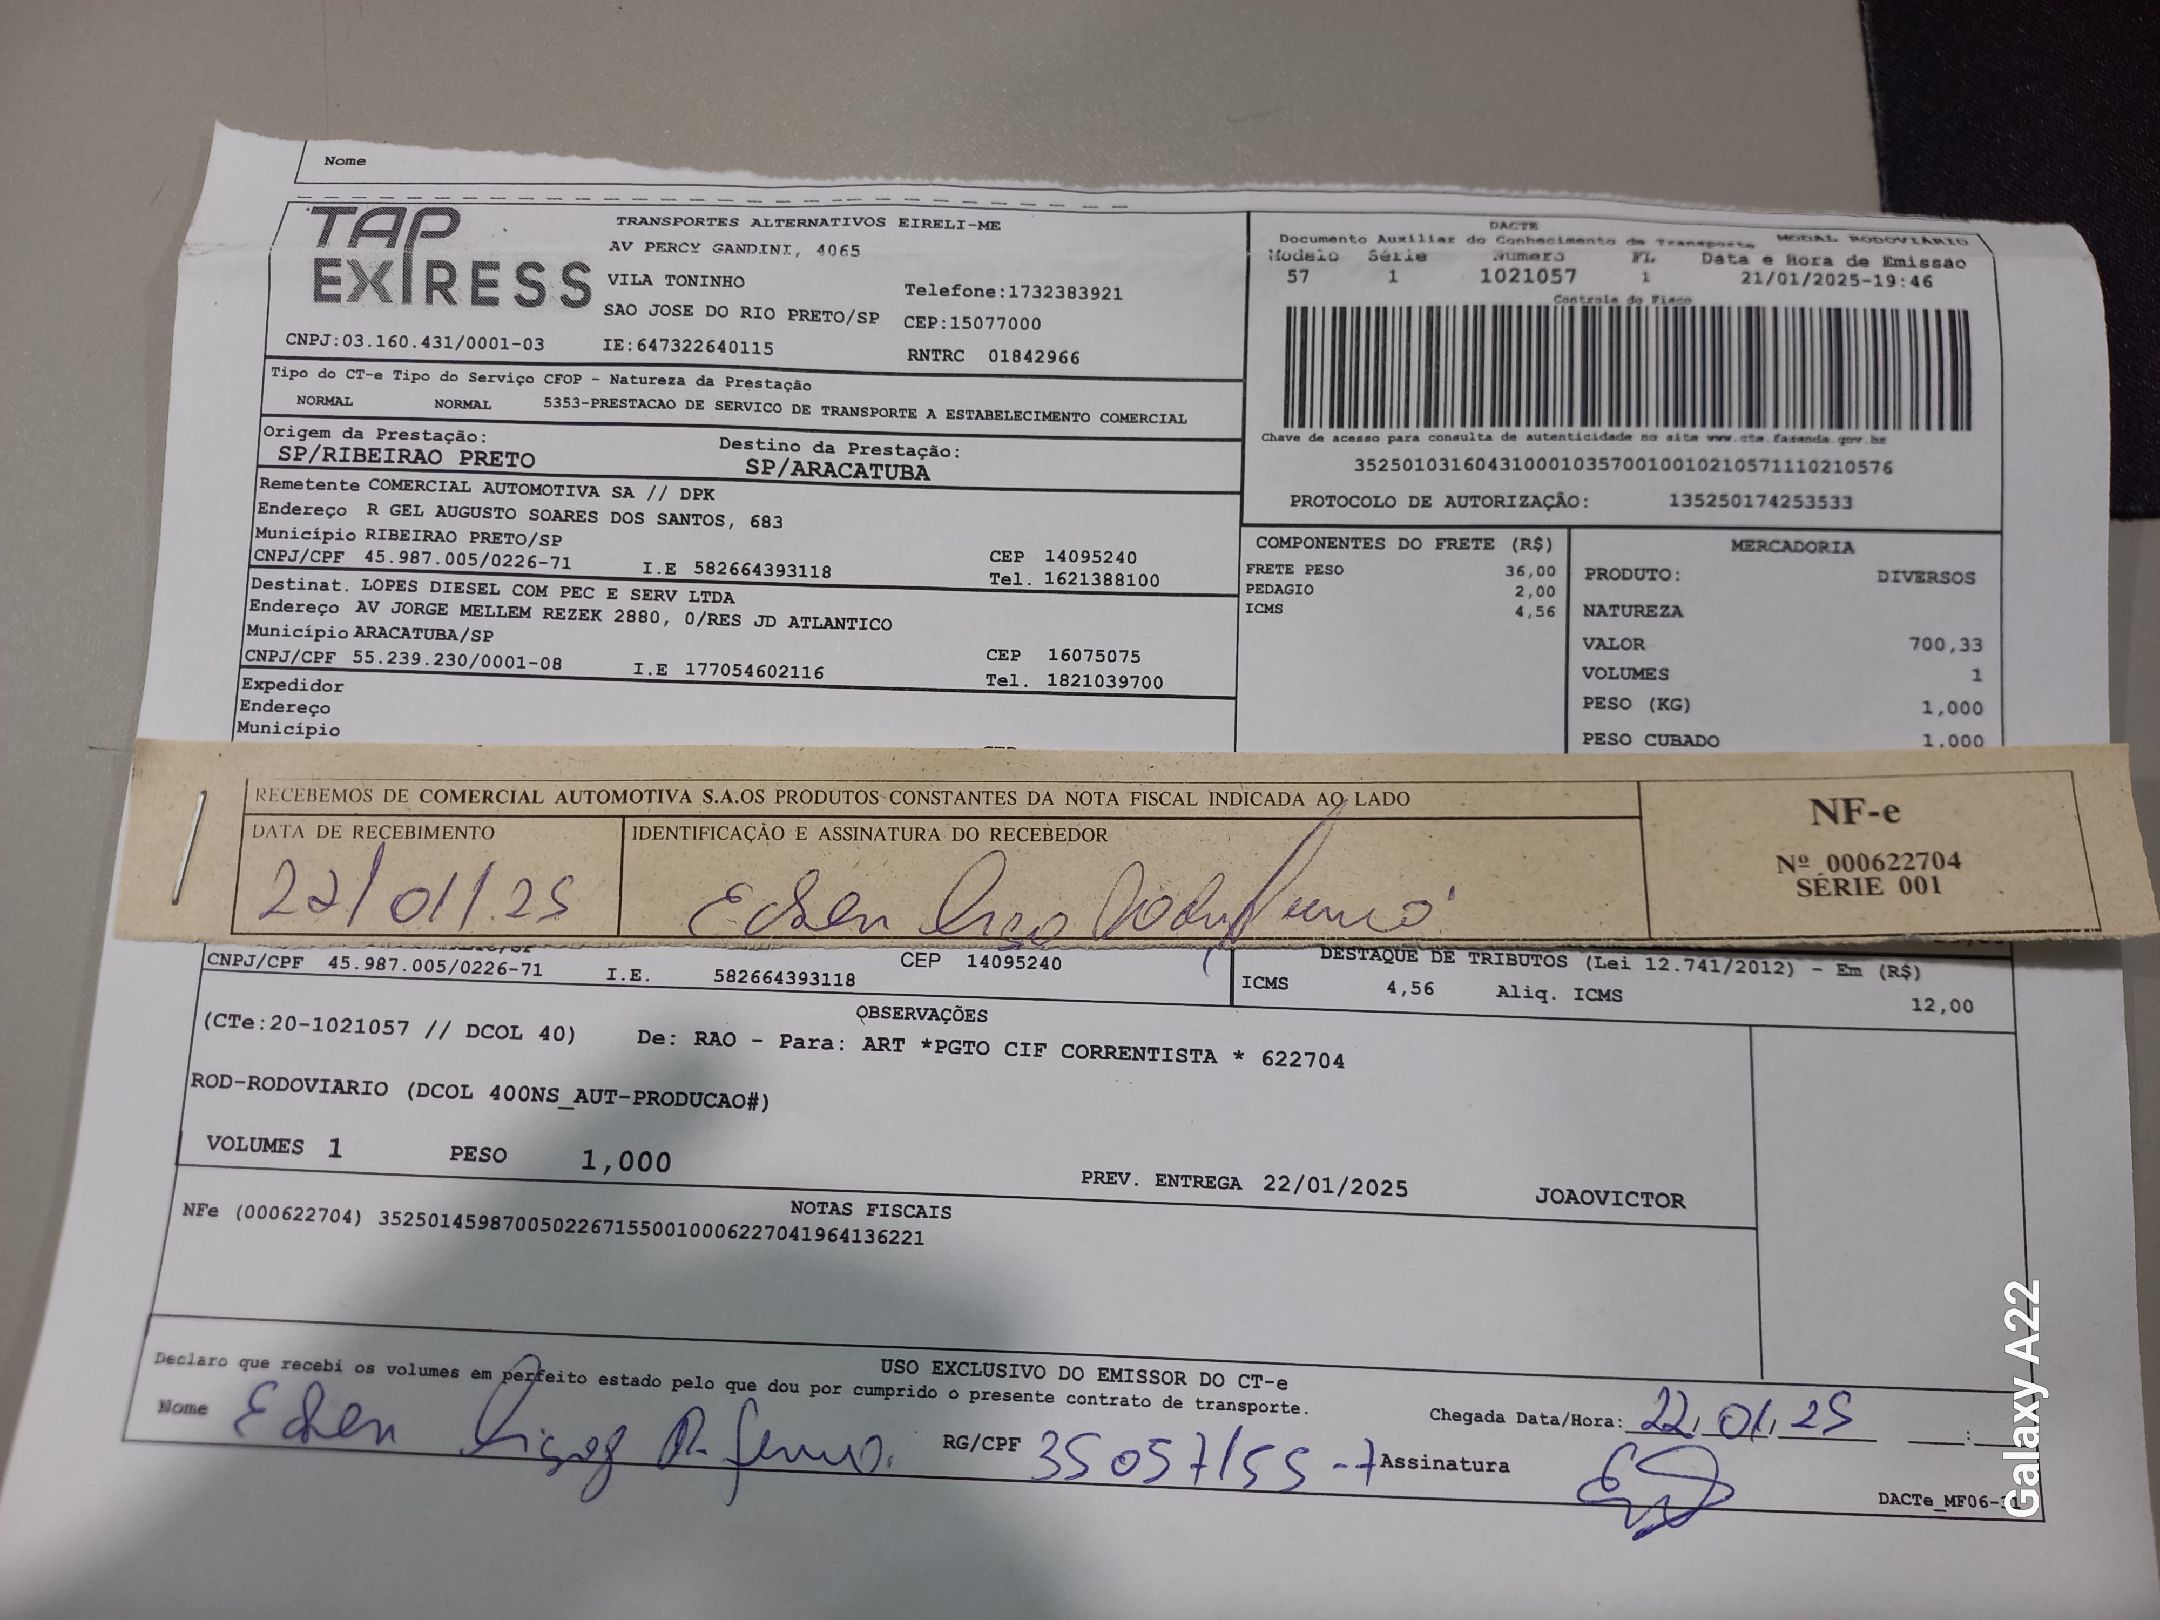 Nome
TAP EXPRESS
TRANSPORTES ALTERNATIVOS EIRELI-ME
AV PERCY GANDINI, 4065
VILA TONINHO
Telefone:1732383921
SAO JOSE DO RIO PRETO/SP CEP:15077000
CNPJ:03.160.431/0001-03 IE:647322640115 RNTRC 01842966
DACTE
Documento Auxiliar do Conhecimento de Transporte MODAL RODOVIÁRIO
Modelo Série Número FL Data e Hora de Emissão
57 1 1021057 1 21/01/2025-19:46
Controle do Fisco
Chave de acesso para consulta de autenticidade no site www.cte.fazenda.gov.br
35250103160431000103570010010210571110210576
PROTOCOLO DE AUTORIZAÇÃO: 135250174253533
Tipo do CT-e Tipo do Serviço CFOP - Natureza da Prestação
NORMAL NORMAL 5353-PRESTACAO DE SERVICO DE TRANSPORTE A ESTABELECIMENTO COMERCIAL
Origem da Prestação: Destino da Prestação:
SP/RIBEIRAO PRETO SP/ARACATUBA
Remetente COMERCIAL AUTOMOTIVA SA // DPK
Endereço R GEL AUGUSTO SOARES DOS SANTOS, 683
Município RIBEIRAO PRETO/SP CEP 14095240
CNPJ/CPF 45.987.005/0226-71 I.E 582664393118 Tel. 1621388100
Destinat. LOPES DIESEL COM PEC E SERV LTDA
Endereço AV JORGE MELLEM REZEK 2880, 0/RES JD ATLANTICO
Município ARACATUBA/SP CEP 16075075
CNPJ/CPF 55.239.230/0001-08 I.E 177054602116 Tel. 1821039700
Expedidor
Endereço
Município
COMPONENTES DO FRETE (R$)
FRETE PESO 36,00
PEDAGIO 2,00
ICMS 4,56
MERCADORIA
PRODUTO: DIVERSOS
NATUREZA
VALOR 700,33
VOLUMES 1
PESO (KG) 1,000
PESO CUBADO 1,000
RECEBEMOS DE COMERCIAL AUTOMOTIVA S.A.OS PRODUTOS CONSTANTES DA NOTA FISCAL INDICADA AO LADO
DATA DE RECEBIMENTO IDENTIFICAÇÃO E ASSINATURA DO RECEBEDOR
22/01/25
NF-e
Nº 000622704
SÉRIE 001
CNPJ/CPF 45.987.005/0226-71 I.E. 582664393118 CEP 14095240
DESTAQUE DE TRIBUTOS (Lei 12.741/2012) - Em (R$)
ICMS 4,56 Aliq. ICMS 12,00
OBSERVAÇÕES
(CTe:20-1021057 // DCOL 40) De: RAO - Para: ART *PGTO CIF CORRENTISTA * 622704
ROD-RODOVIARIO (DCOL 400NS_AUT-PRODUCAO#)
VOLUMES 1 PESO 1,000
PREV. ENTREGA 22/01/2025 JOAOVICTOR
NOTAS FISCAIS
NFe (000622704) 35250145987005022671550010006227041964136221
USO EXCLUSIVO DO EMISSOR DO CT-e
Declaro que recebi os volumes em perfeito estado pelo que dou por cumprido o presente contrato de transporte.
Nome RG/CPF 35057155-7
Chegada Data/Hora: 22/01/25 __:__
Assinatura
DACTe_MF06-
Galaxy A22